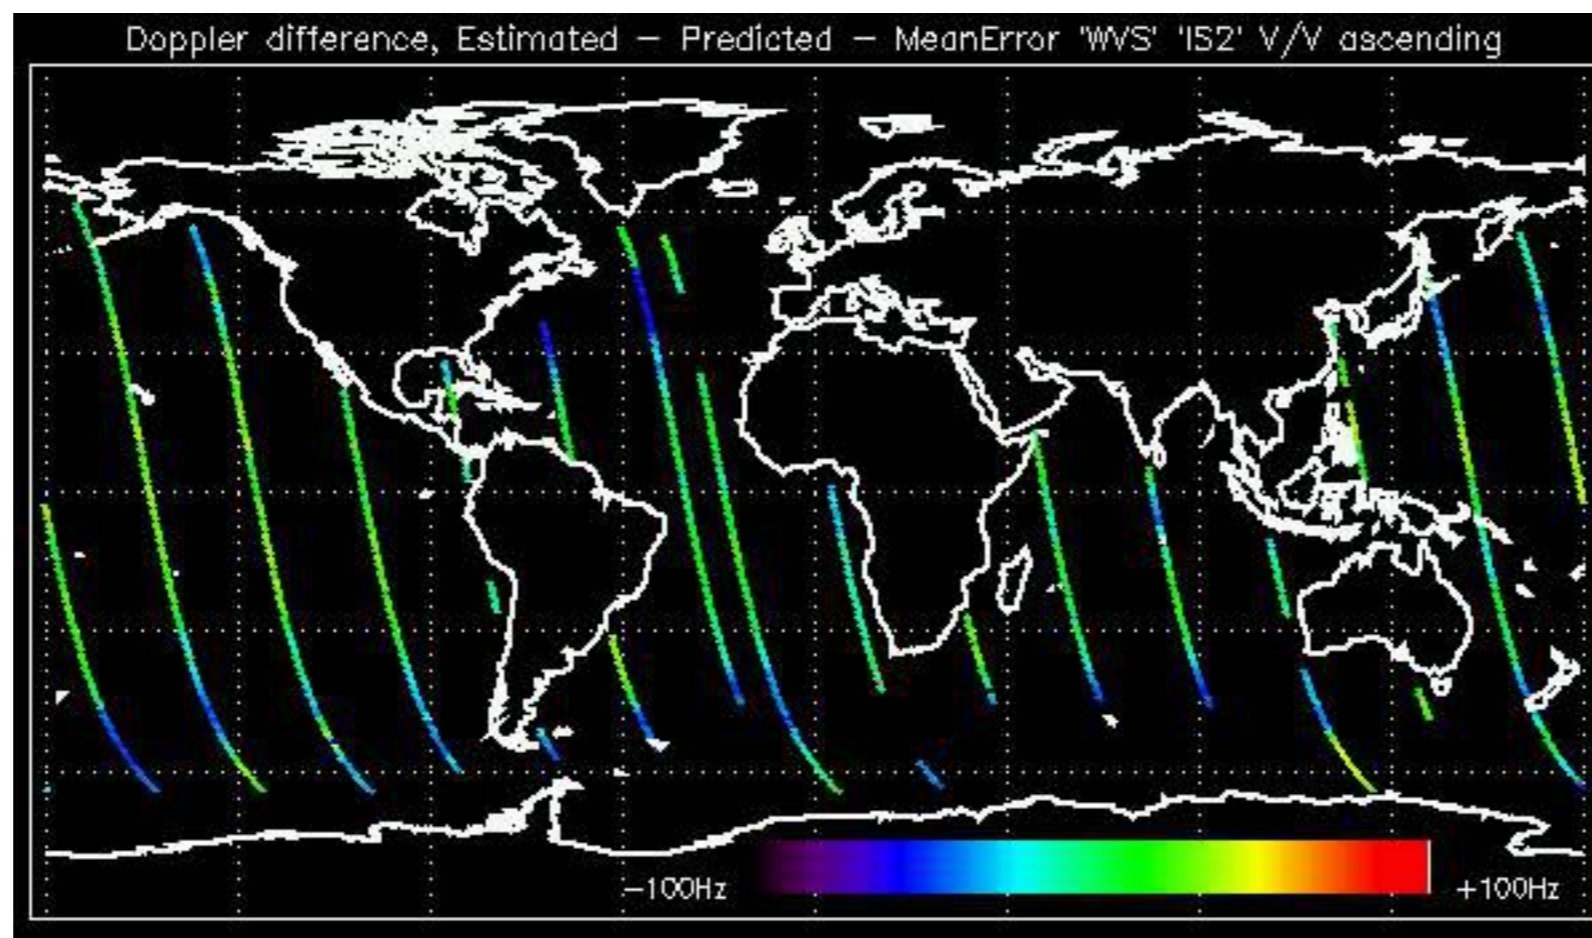 Doppler difference, Estimated – Predicted – MeanError 'WVS' 'IS2' V/V ascending
–100Hz +100Hz